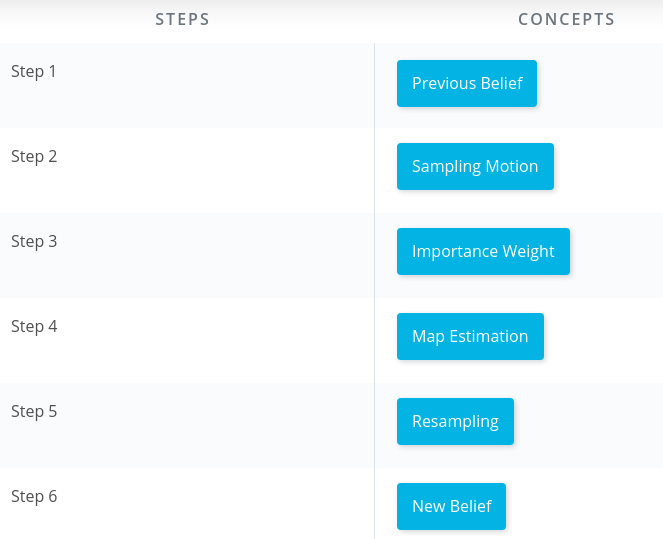 STEPS CONCEPTS
Step 1 Previous Belief
Step 2 Sampling Motion
Step 3 Importance Weight
Step 4 Map Estimation
Step 5 Resampling
Step 6 New Belief